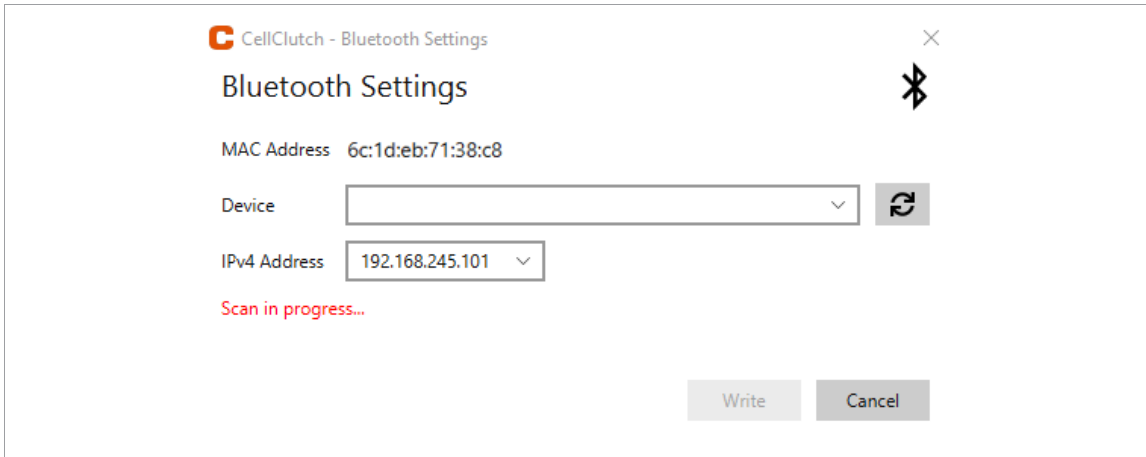 CellClutch - Bluetooth Settings
Bluetooth Settings
MAC Address 6c:1d:eb:71:38:c8
Device
IPv4 Address 192.168.245.101
Scan in progress...
Write Cancel